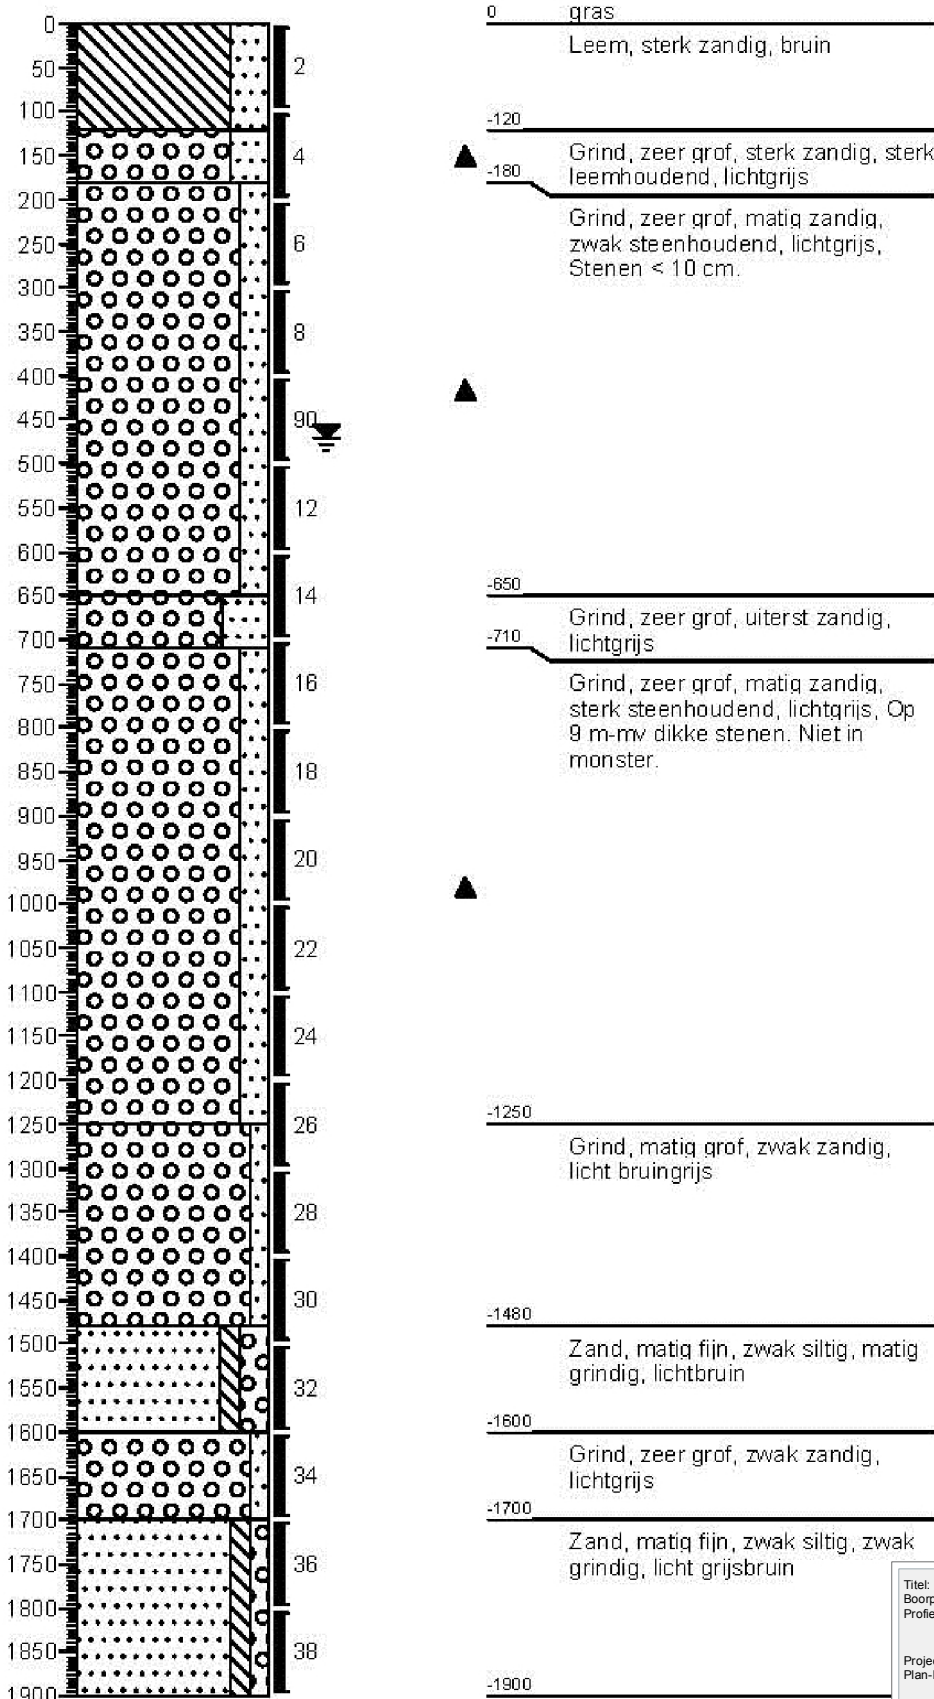 0
50
100
150
200
250
300
350
400
450
500
550
600
650
700
750
800
850
900
950
1000
1050
1100
1150
1200
1250
1300
1350
1400
1450
1500
1550
1600
1650
1700
1750
1800
1850
1900
2
4
6
8
90
12
14
16
18
20
22
24
26
28
30
32
34
36
38
0 gras
Leem, sterk zandig, bruin
-120
Grind, zeer grof, sterk zandig, sterk
leemhoudend, lichtgrijs
-180
Grind, zeer grof, matig zandig,
zwak steenhoudend, lichtgrijs,
Stenen < 10 cm.
-650
Grind, zeer grof, uiterst zandig,
lichtgrijs
-710
Grind, zeer grof, matig zandig,
sterk steenhoudend, lichtgrijs, Op
9 m-mv dikke stenen. Niet in
monster.
-1250
Grind, matig grof, zwak zandig,
licht bruingrijs
-1480
Zand, matig fijn, zwak siltig, matig
grindig, lichtbruin
-1600
Grind, zeer grof, zwak zandig,
lichtgrijs
-1700
Zand, matig fijn, zwak siltig, zwak
grindig, licht grijsbruin
-1900
Titel:
Boorp
Profie
Projec
Plan-